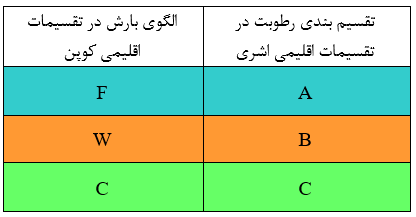 تقسیم بندی رطوبت در
تقسیمات اقلیمی اشری
الگوی بارش در تقسیمات
اقلیمی کوپن
A
F
B
W
C
C